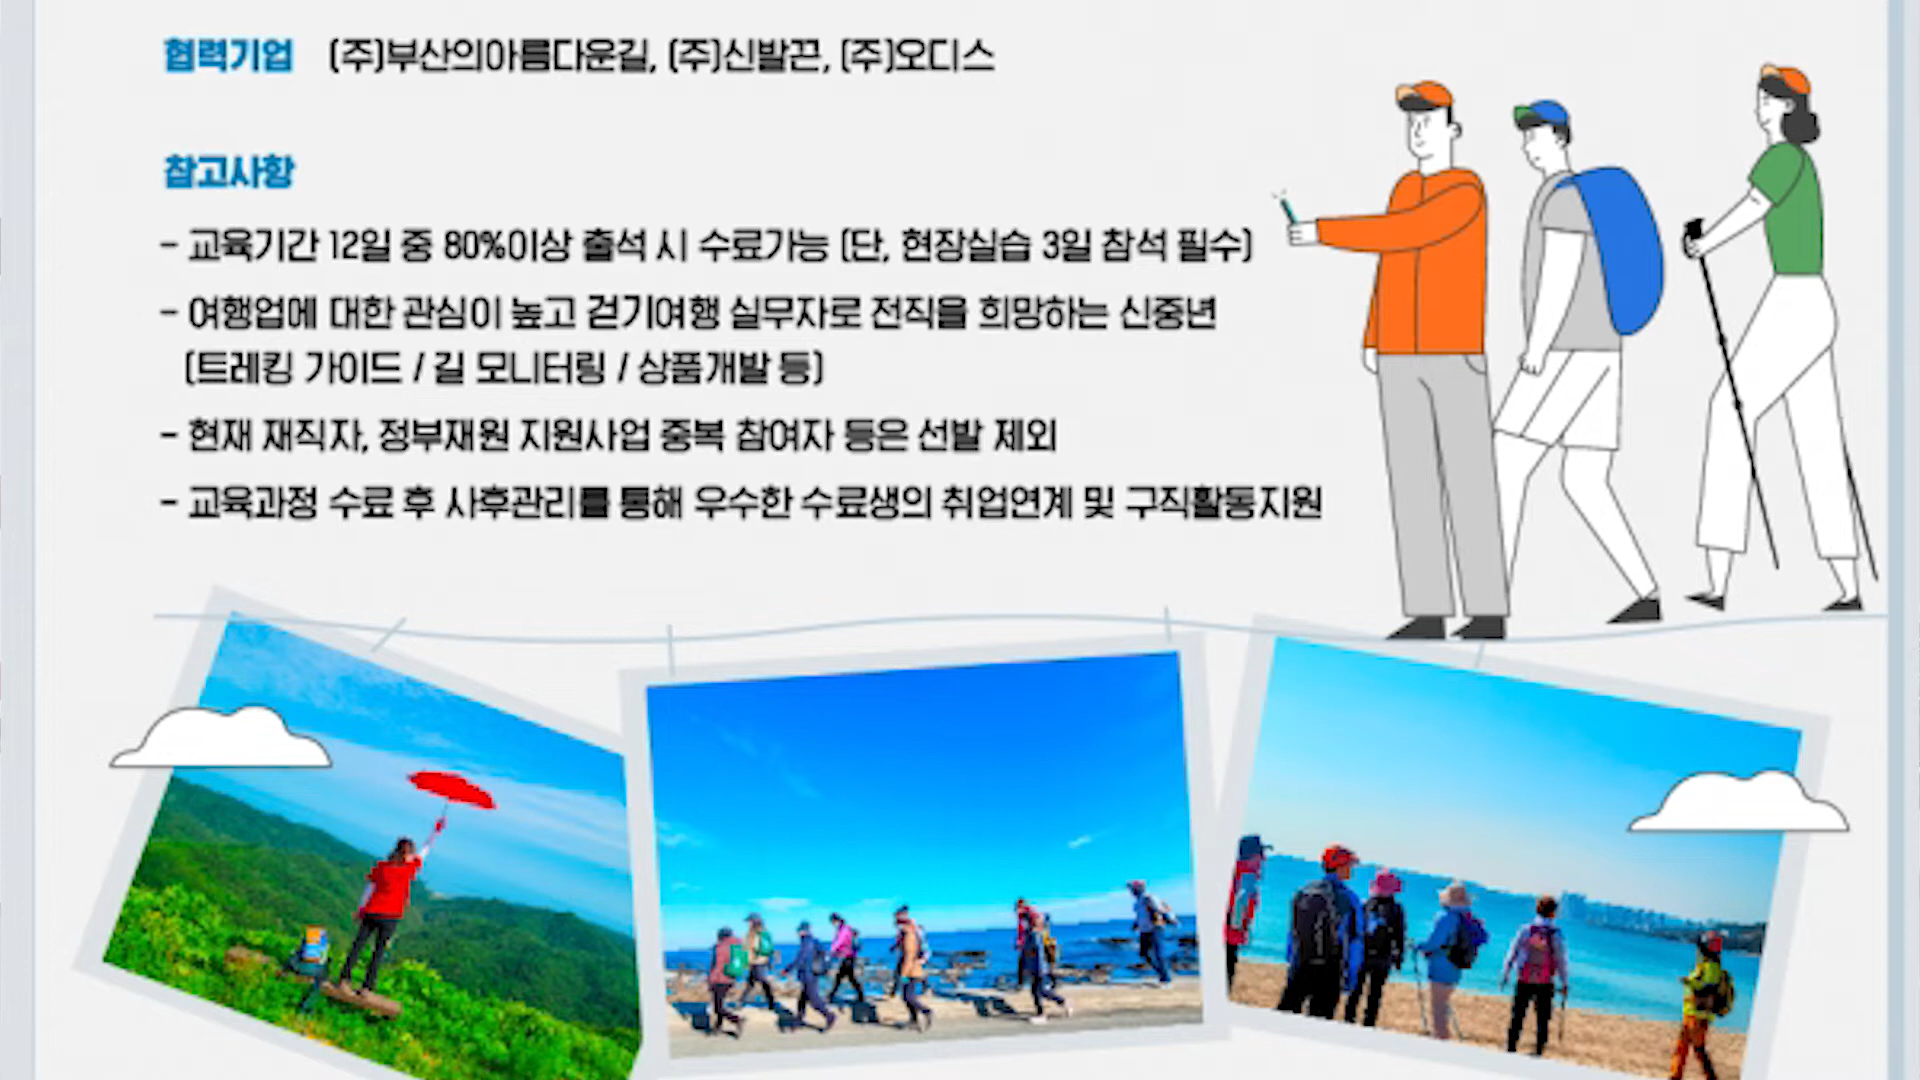 협력기업 (주)부산의아름다운길, (주)신발끈, (주)오디스
참고사항
- 교육기간 12일 중 80%이상 출석 시 수료가능 (단, 현장실습 3일 참석 필수)
- 여행업에 대한 관심이 높고 걷기여행 실무자로 전직을 희망하는 신중년
(트레킹 가이드 / 길 모니터링 / 상품개발 등)
- 현재 재직자, 정부재원 지원사업 중복 참여자 등은 선발 제외
- 교육과정 수료 후 사후관리를 통해 우수한 수료생의 취업연계 및 구직활동지원